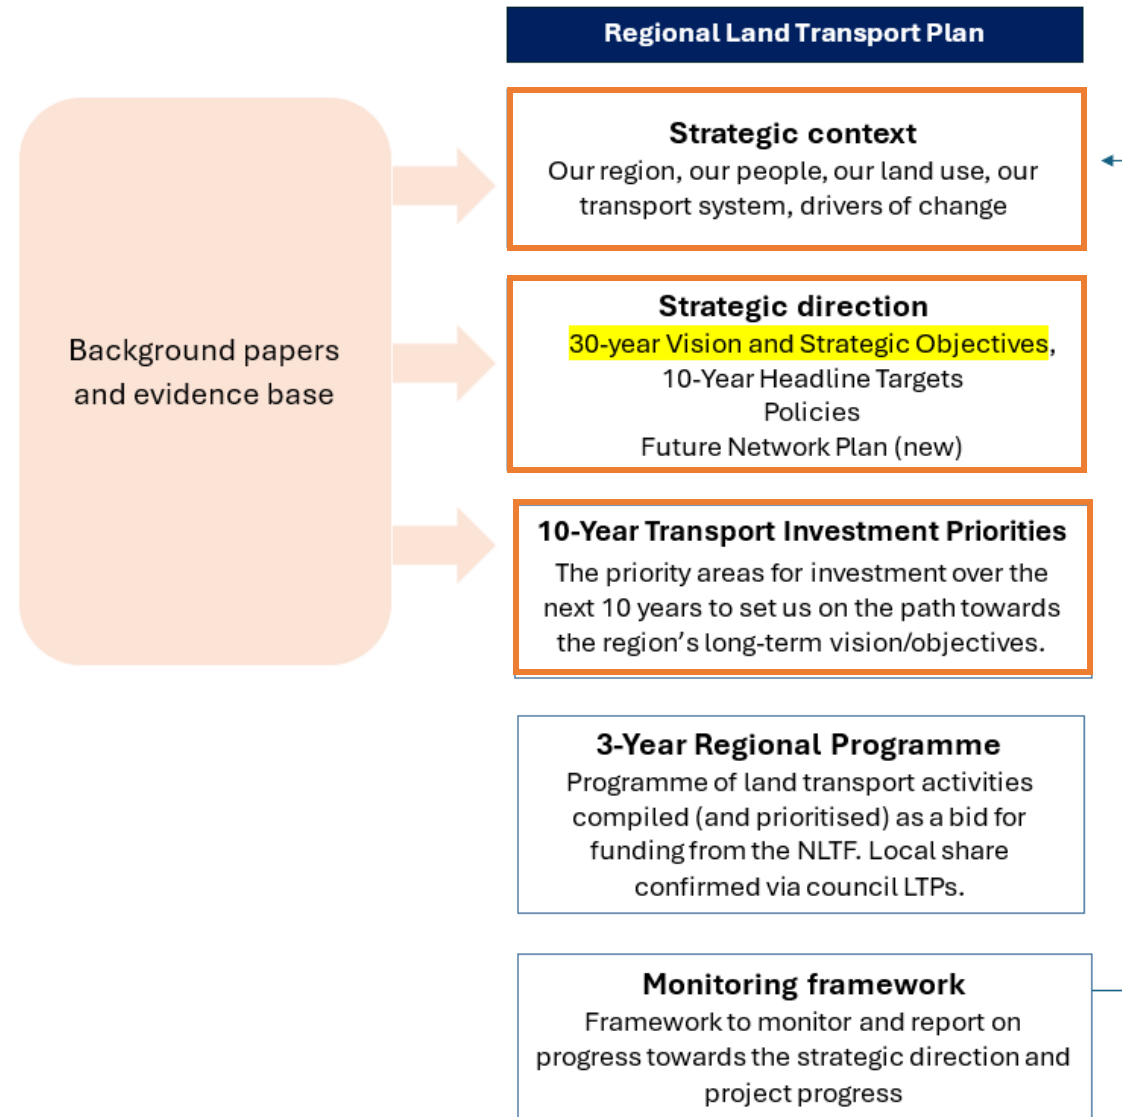 Regional Land Transport Plan
Strategic context
Our region, our people, our land use, our
transport system, drivers of change
Background papers
and evidence base
Strategic direction
30-year Vision and Strategic Objectives,
10-Year Headline Targets
Policies
Future Network Plan (new)
10-Year Transport Investment Priorities
The priority areas for investment over the
next 10 years to set us on the path towards
the region's long-term vision/objectives.
3-Year Regional Programme
Programme of land transport activities
compiled (and prioritised) as a bid for
funding from the NLTF. Local share
confirmed via council LTPs.
Monitoring framework
Framework to monitor and report on
progress towards the strategic direction and
project progress